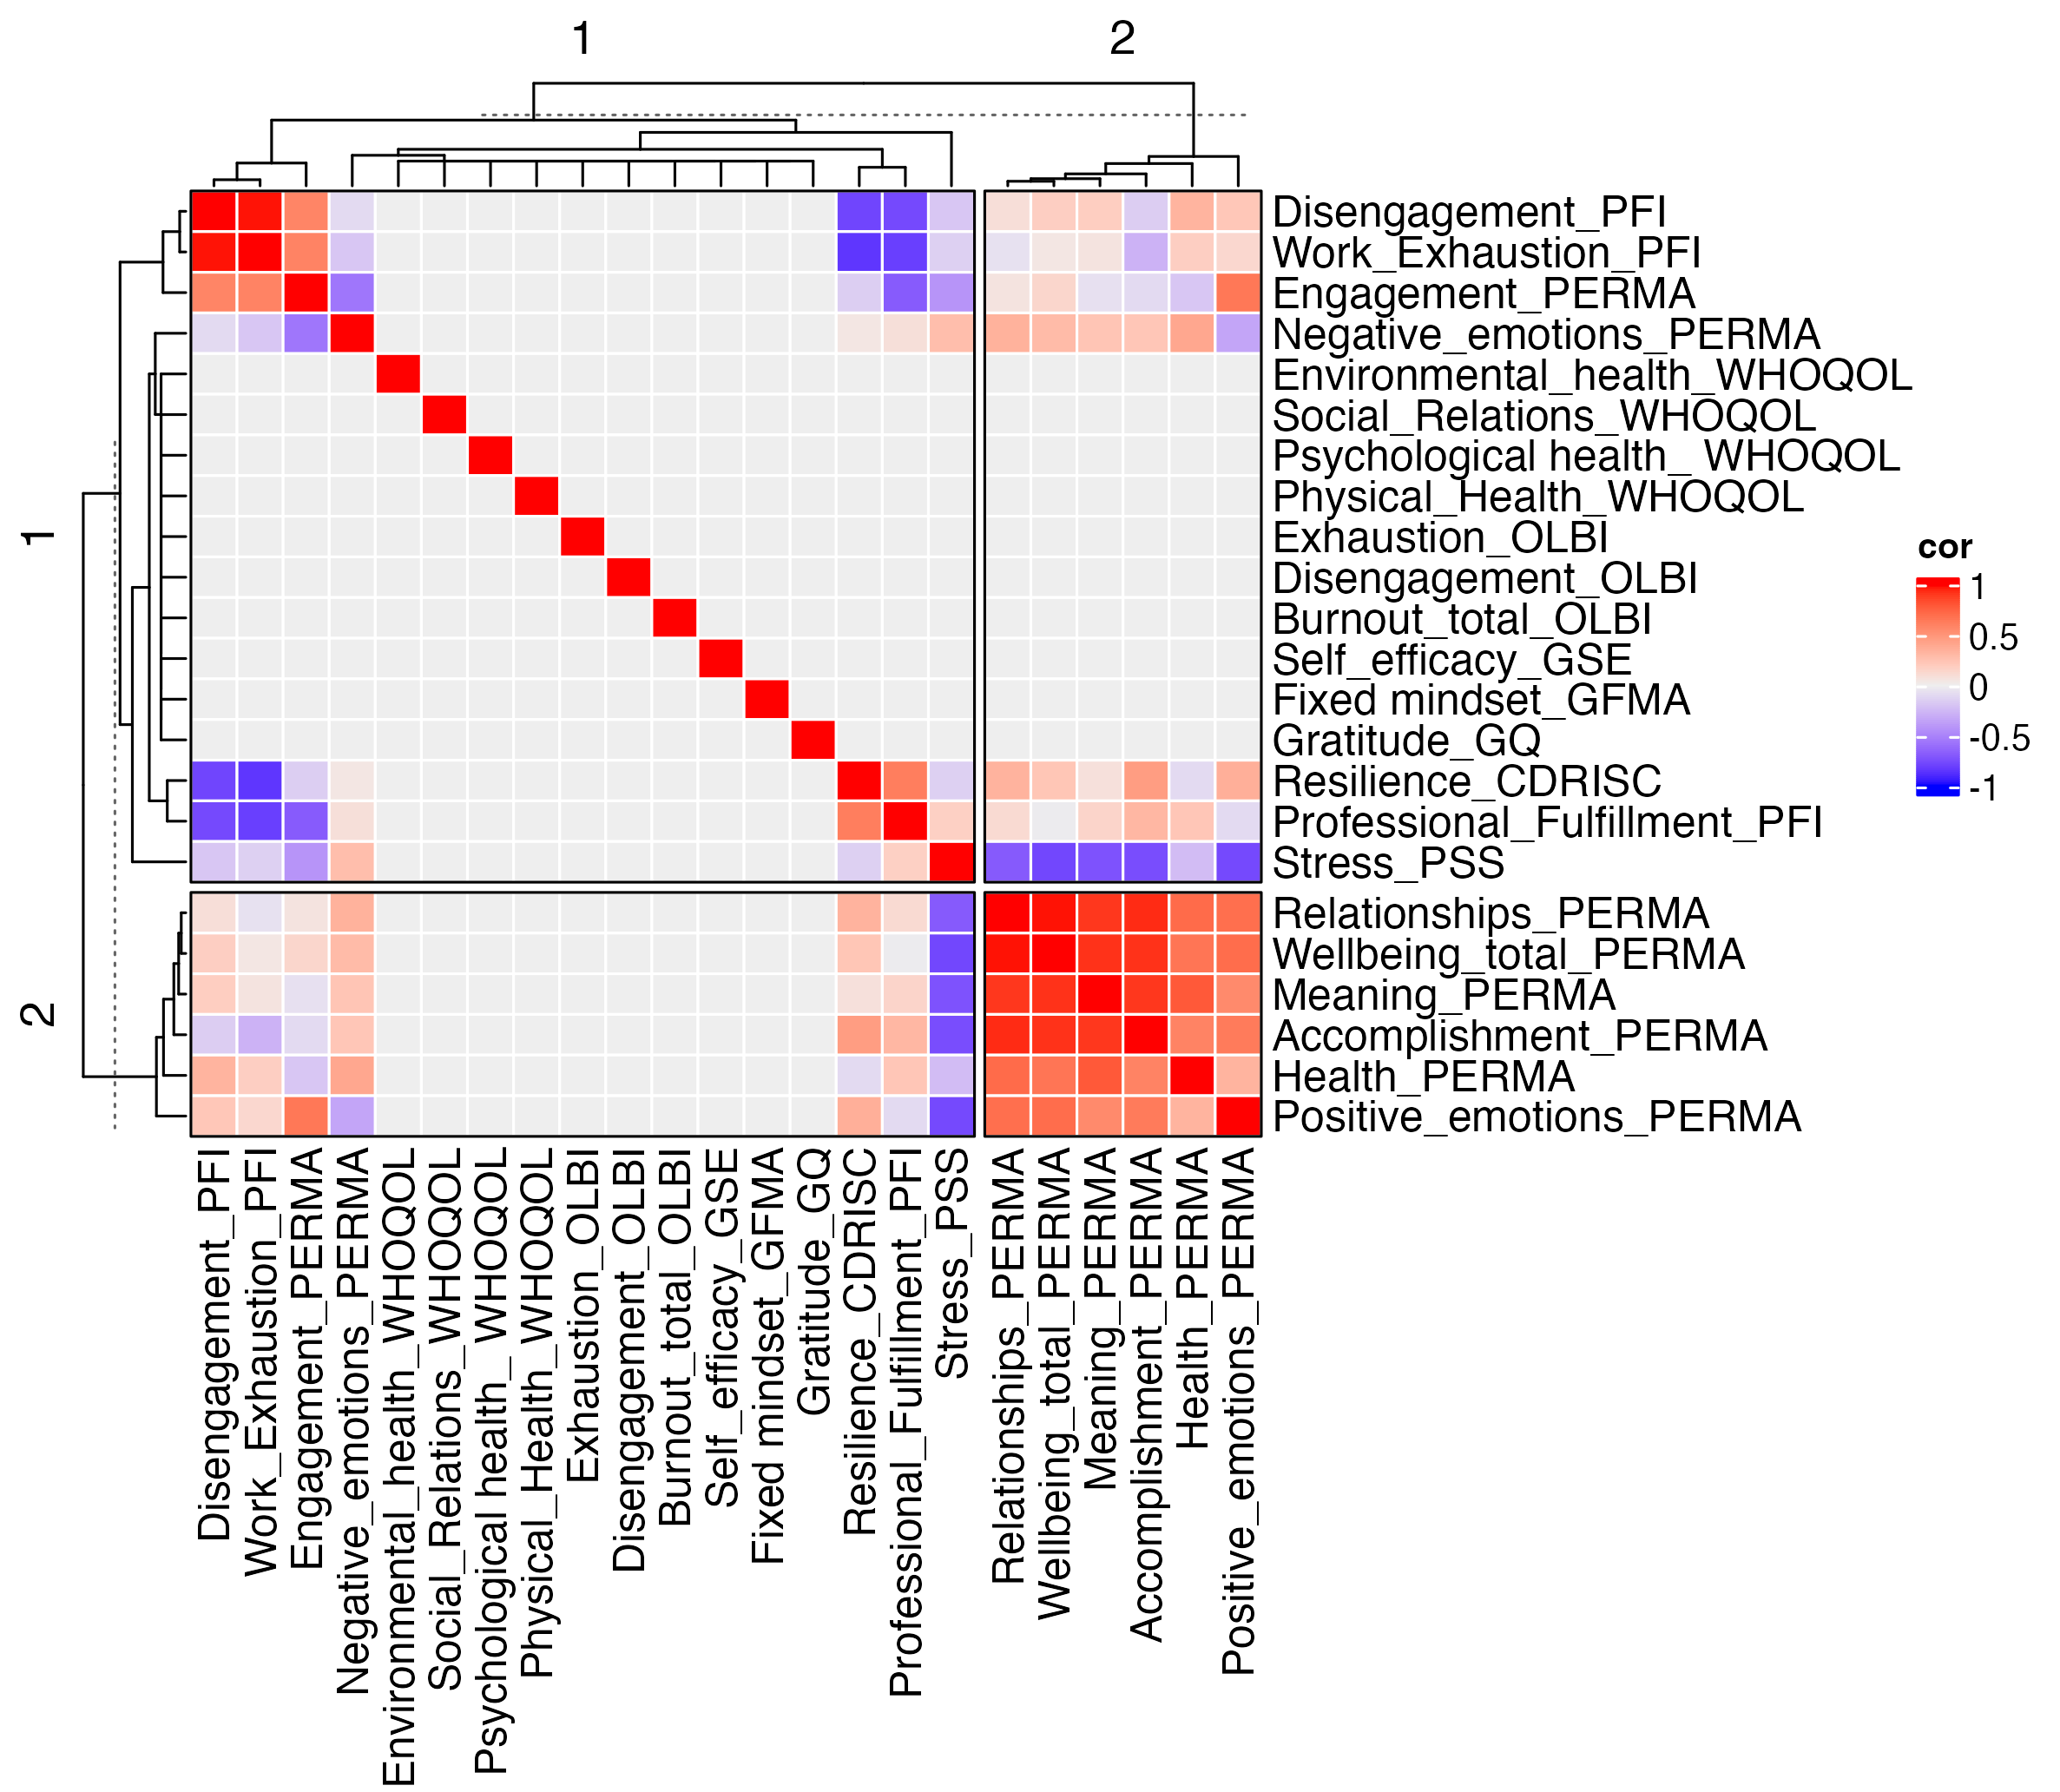 1
2
1
2
Disengagement_PFI
Work_Exhaustion_PFI
Engagement_PERMA
Negative_emotions_PERMA
Environmental_health_WHOQOL
Social_Relations_WHOQOL
Psychological health_ WHOQOL
Physical_Health_WHOQOL
Exhaustion_OLBI
Disengagement_OLBI
Burnout_total_OLBI
Self_efficacy_GSE
Fixed mindset_GFMA
Gratitude_GQ
Resilience_CDRISC
Professional_Fulfillment_PFI
Stress_PSS
Relationships_PERMA
Wellbeing_total_PERMA
Meaning_PERMA
Accomplishment_PERMA
Health_PERMA
Positive_emotions_PERMA
cor
1
0.5
0
-0.5
-1
Disengagement_PFI
Work_Exhaustion_PFI
Engagement_PERMA
Negative_emotions_PERMA
Environmental_health_WHOQOL
Social_Relations_WHOQOL
Psychological health_ WHOQOL
Physical_Health_WHOQOL
Exhaustion_OLBI
Disengagement_OLBI
Burnout_total_OLBI
Self_efficacy_GSE
Fixed mindset_GFMA
Gratitude_GQ
Resilience_CDRISC
Professional_Fulfillment_PFI
Stress_PSS
Relationships_PERMA
Wellbeing_total_PERMA
Meaning_PERMA
Accomplishment_PERMA
Health_PERMA
Positive_emotions_PERMA